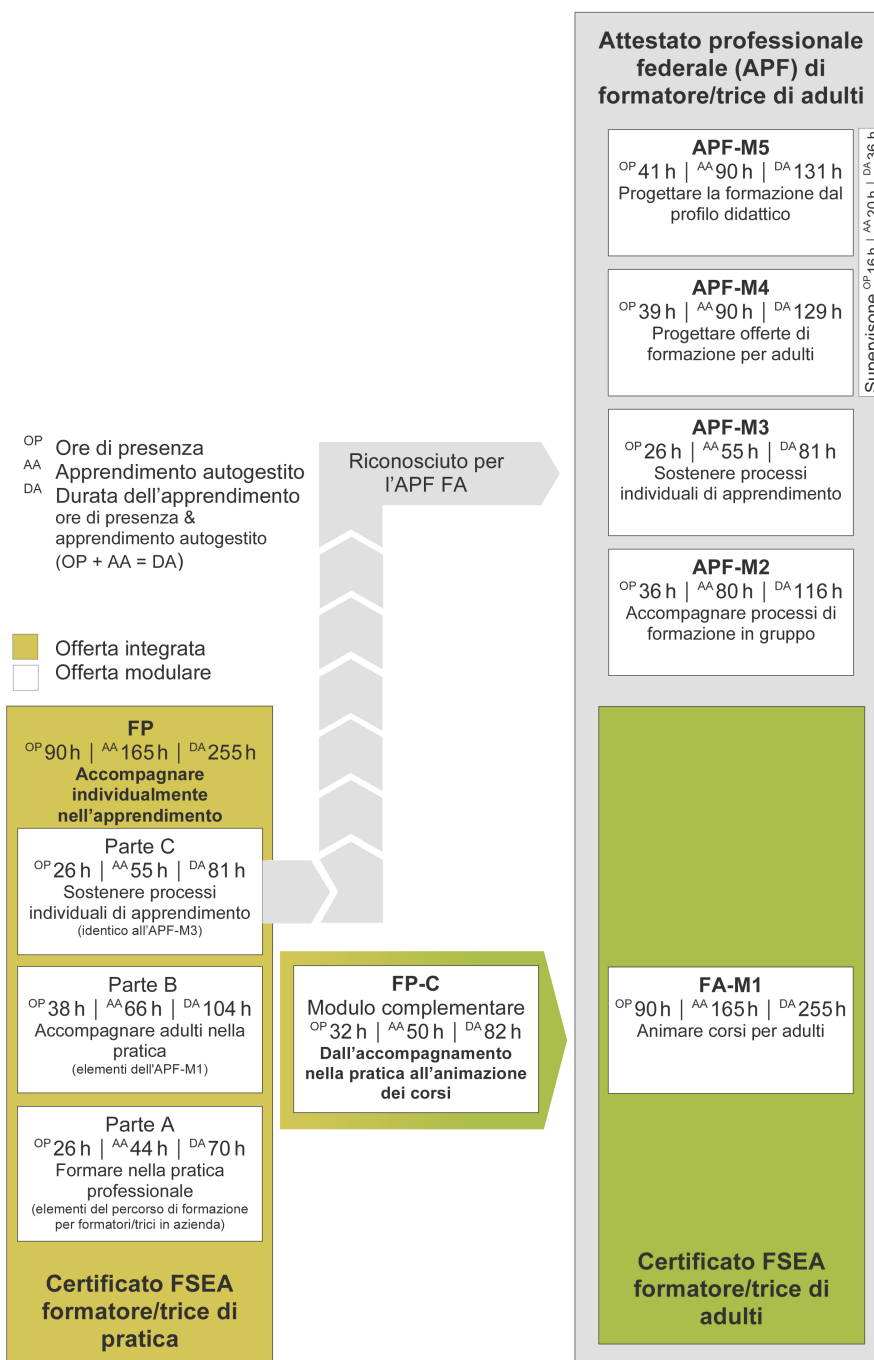 Attestato professionale
federale (APF) di
formatore/trice di adulti
APF-M5
OP 41 h | AA 90 h | DA 131 h
Progettare la formazione dal
profilo didattico
APF-M4
OP 39 h | AA 90 h | DA 129 h
Progettare offerte di
formazione per adulti
Supervisone OP 16 h | AA 20 h | DA 36 h
APF-M3
OP 26 h | AA 55 h | DA 81 h
Sostenere processi
individuali di apprendimento
APF-M2
OP 36 h | AA 80 h | DA 116 h
Accompagnare processi di
formazione in gruppo
OP Ore di presenza
AA Apprendimento autogestito
DA Durata dell'apprendimento
ore di presenza &
apprendimento autogestito
(OP + AA = DA)
Riconosciuto per
l'APF FA
Offerta integrata
Offerta modulare
FP
OP 90 h | AA 165 h | DA 255 h
Accompagnare
individualmente
nell'apprendimento
Parte C
OP 26 h | AA 55 h | DA 81 h
Sostenere processi
individuali di apprendimento
(identico all'APF-M3)
Parte B
OP 38 h | AA 66 h | DA 104 h
Accompagnare adulti nella
pratica
(elementi dell'APF-M1)
Parte A
OP 26 h | AA 44 h | DA 70 h
Formare nella pratica
professionale
(elementi del percorso di formazione
per formatori/trici in azienda)
Certificato FSEA
formatore/trice di
pratica
FP-C
Modulo complementare
OP 32 h | AA 50 h | DA 82 h
Dall'accompagnamento
nella pratica all'animazione
dei corsi
FA-M1
OP 90 h | AA 165 h | DA 255 h
Animare corsi per adulti
Certificato FSEA
formatore/trice di
adulti